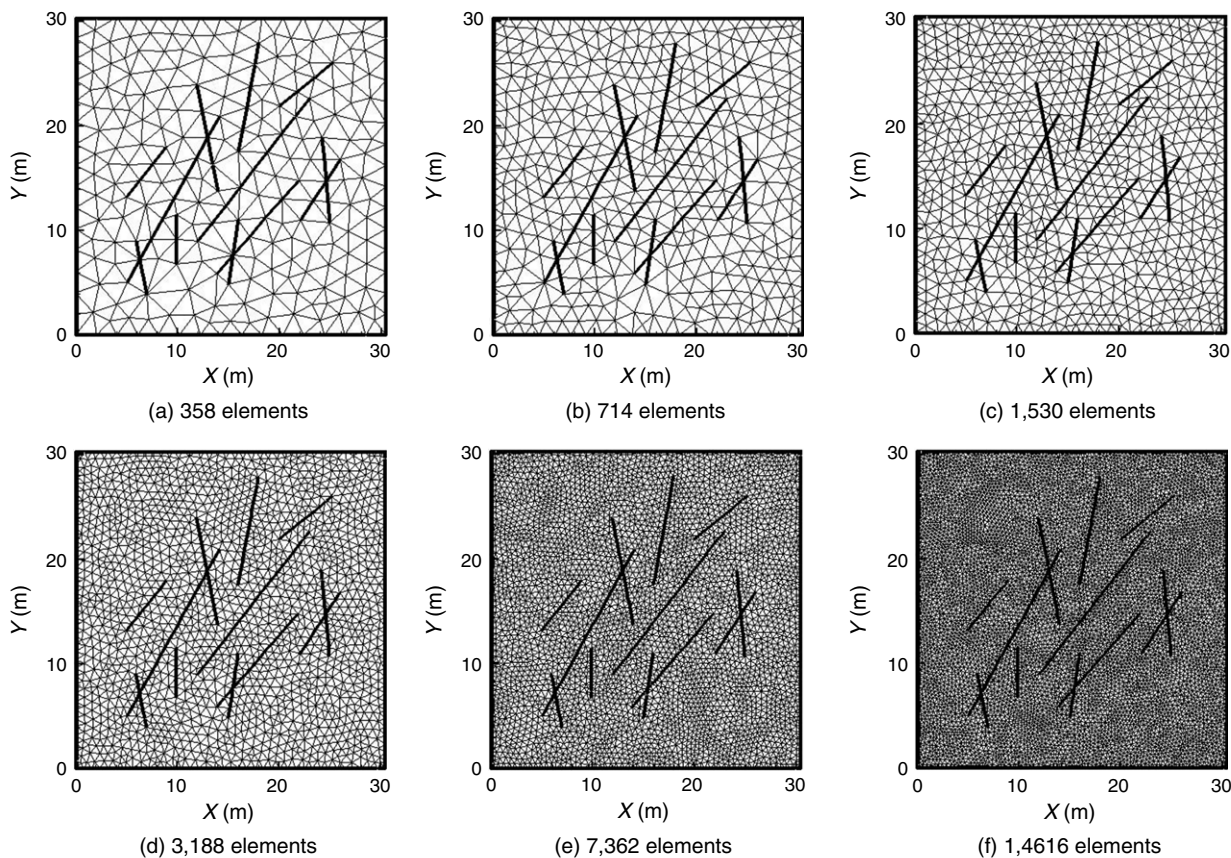 30
20
10
0
Y (m)
0 10 20 30
X (m)
(a) 358 elements
30
20
10
0
Y (m)
0 10 20 30
X (m)
(b) 714 elements
30
20
10
0
Y (m)
0 10 20 30
X (m)
(c) 1,530 elements
30
20
10
0
Y (m)
0 10 20 30
X (m)
(d) 3,188 elements
30
20
10
0
Y (m)
0 10 20 30
X (m)
(e) 7,362 elements
30
20
10
0
Y (m)
0 10 20 30
X (m)
(f) 1,4616 elements